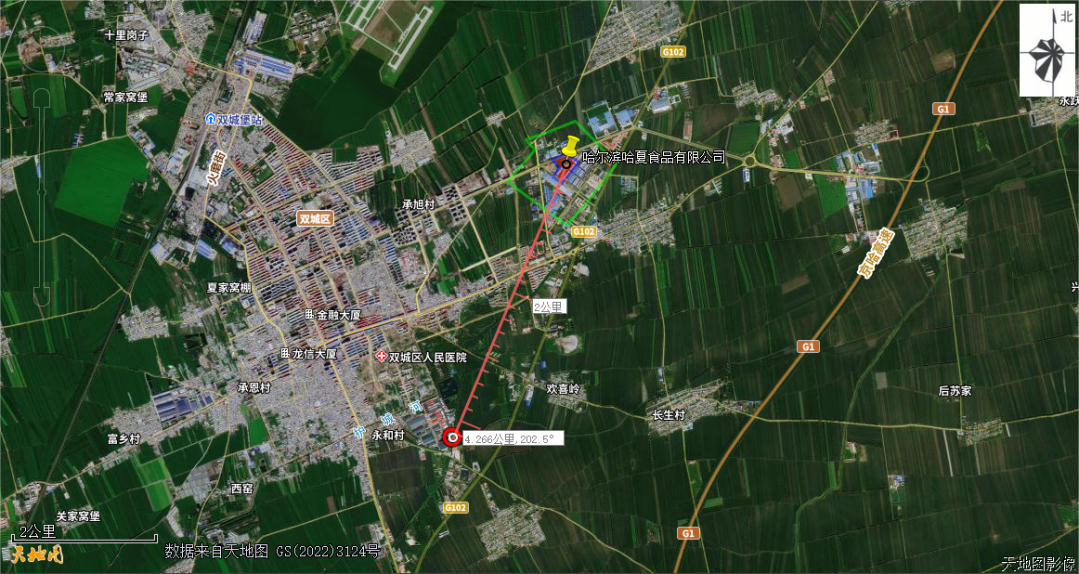 十里岗子
北
G102
常家窝堡
G1
双城堡站
火星街
哈尔滨哈夏食品有限公司
承旭村
双城区
G102
京哈高速
夏家窝棚
2公里
金融大厦
龙信大厦
双城区人民医院
G1
承恩村
欢喜岭
后苏家
长生村
护城河
永和村
4.266公里,202.5°
富乡村
西窑
G102
关家窝堡
2公里
G1
天地图
数据来自天地图 GS(2022)3124号
天地图影像